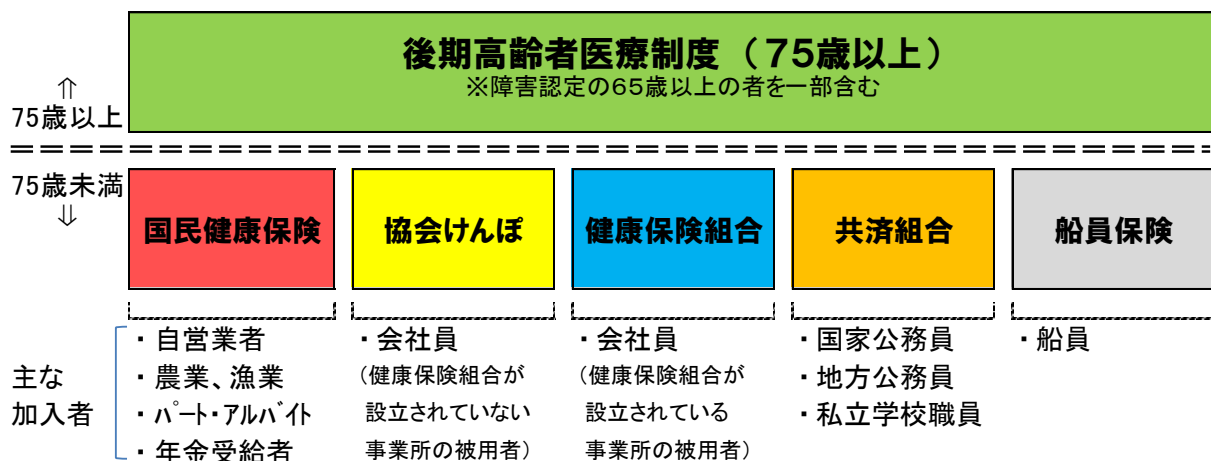 後期高齢者医療制度 (75歳以上)
※障害認定の65歳以上の者を一部含む
⇑
75歳以上
75歳未満
⇓
国民健康保険
協会けんぽ
健康保険組合
共済組合
船員保険
主な
加入者
・自営業者
・農業、漁業
・パート・アルバイト
・年金受給者
・会社員
(健康保険組合が
設立されていない
事業所の被用者)
・会社員
(健康保険組合が
設立されている
事業所の被用者)
・国家公務員
・地方公務員
・私立学校職員
・船員